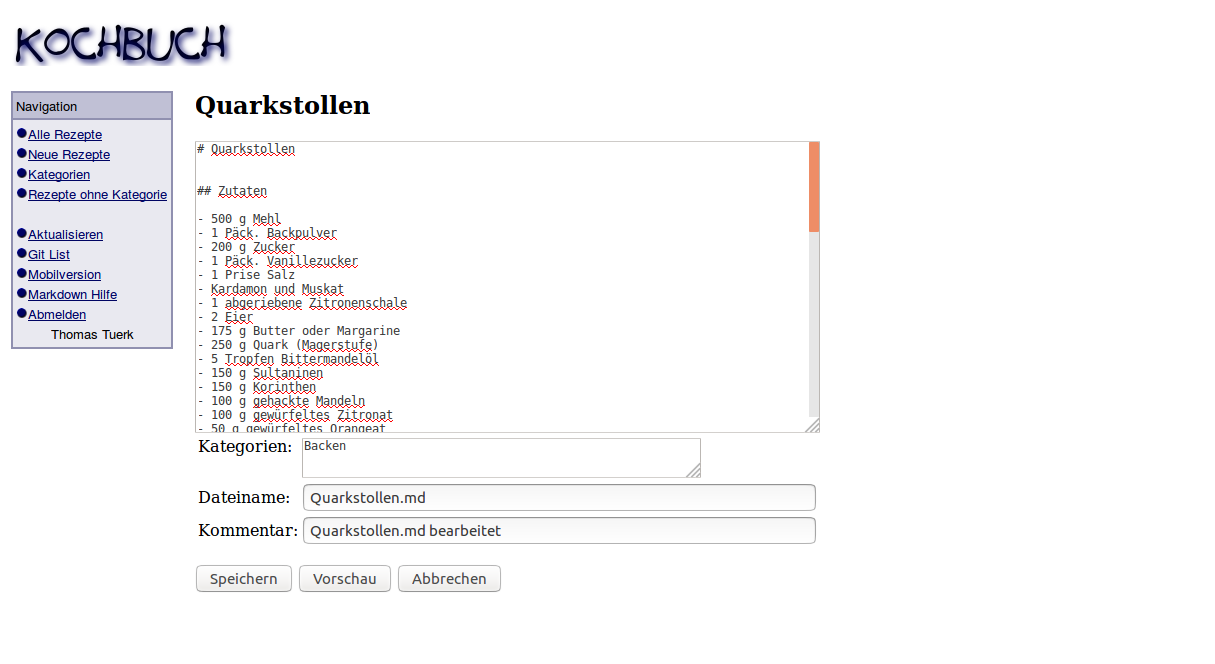 KOCHBUCH
Navigation
Alle Rezepte
Neue Rezepte
Kategorien
Rezepte ohne Kategorie
Aktualisieren
Git List
Mobilversion
Markdown Hilfe
Abmelden
Thomas Tuerk
Quarkstollen
# Quarkstollen
## Zutaten
- 500 g Mehl
- 1 Päck. Backpulver
- 200 g Zucker
- 1 Päck. Vanillezucker
- 1 Prise Salz
- Kardamon und Muskat
- 1 abgeriebene Zitronenschale
- 2 Eier
- 175 g Butter oder Margarine
- 250 g Quark (Magerstufe)
- 5 Tropfen Bittermandelöl
- 150 g Sultaninen
- 150 g Korinthen
- 100 g gehackte Mandeln
- 100 g gewürfeltes Zitronat
- 50 g gewürfeltes Orangeat
Kategorien: Backen
Dateiname: Quarkstollen.md
Kommentar: Quarkstollen.md bearbeitet
Speichern Vorschau Abbrechen